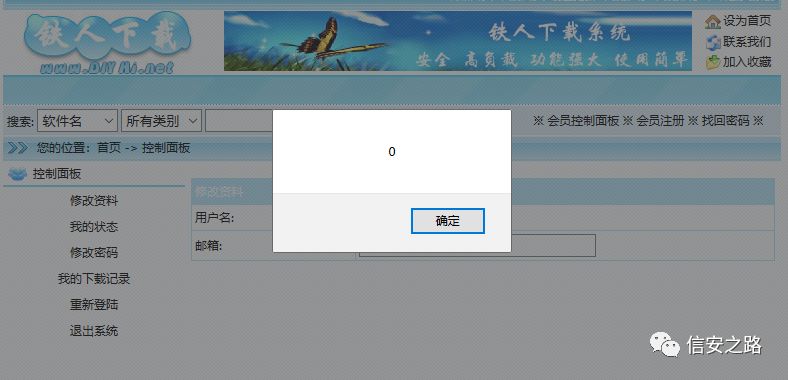 铁人下载
www.DiYHi.net
铁人下载系统
安全 高负载 功能强大 使用简单
设为首页
联系我们
加入收藏
搜索: 软件名 所有类别
※ 会员控制面板 ※ 会员注册 ※ 找回密码 ※
您的位置: 首页 -> 控制面板
控制面板
修改资料
我的状态
修改密码
我的下载记录
重新登陆
退出系统
修改资料
用户名:
邮箱:
0
确定
信安之路